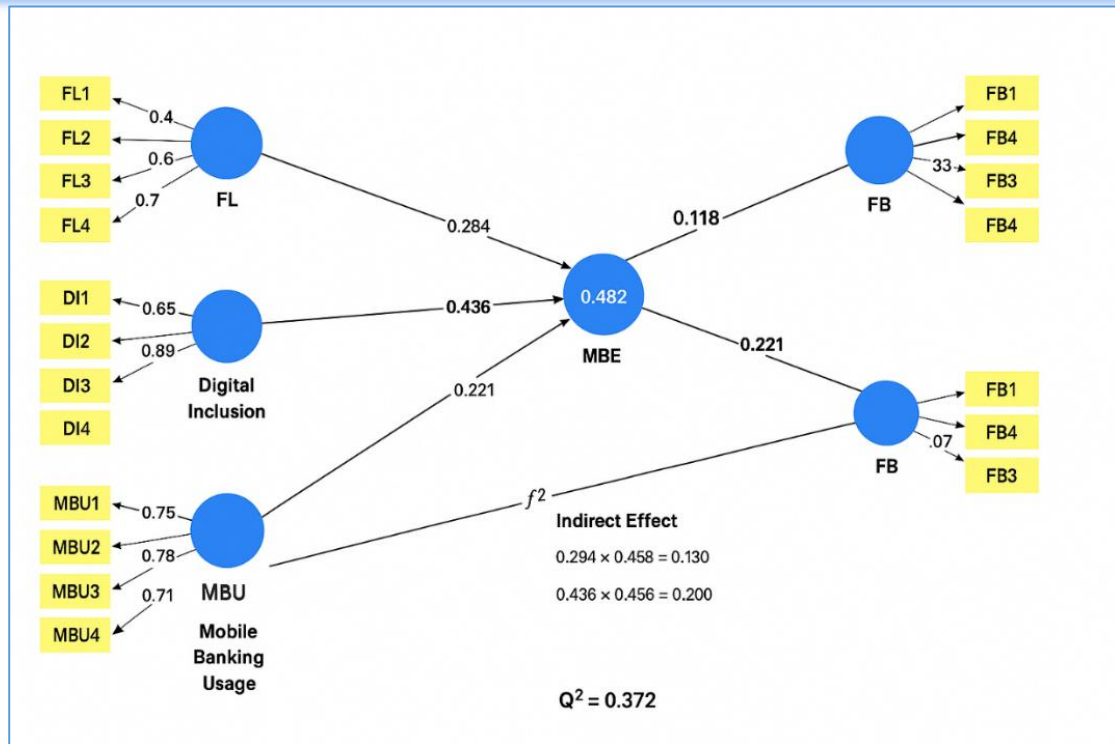 FL1
0.4
FL2
0.6
FL3
0.7
FL4
FL
0.284
DI1
0.65
DI2
0.89
DI3
DI4
Digital
Inclusion
0.436
MBU1
0.75
MBU2
0.78
MBU3
0.71
MBU4
MBU
Mobile
Banking
Usage
0.221
0.482
MBE
0.118
0.221
FB1
FB4
33
FB3
FB4
FB
FB1
FB4
.07
FB3
FB
f²
Indirect Effect
0.294 × 0.458 = 0.130
0.436 × 0.456 = 0.200
Q² = 0.372